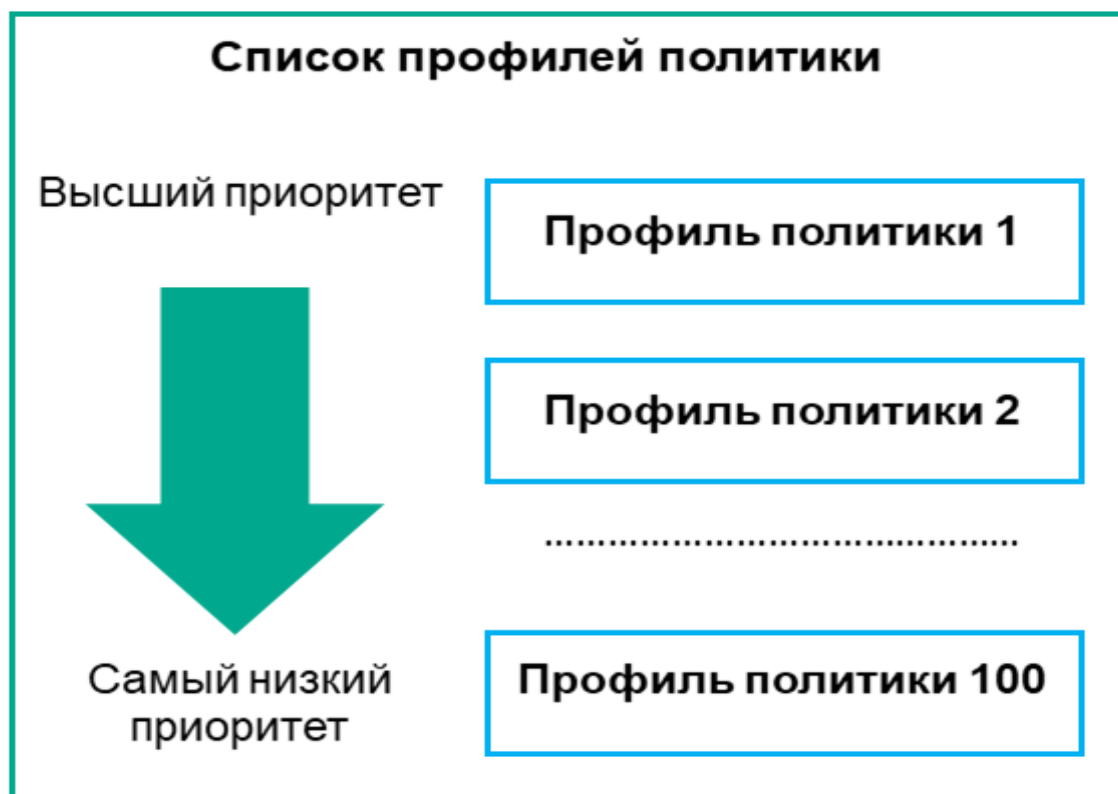 Список профилей политики
Высший приоритет
Профиль политики 1
Профиль политики 2
................................................
Самый низкий
приоритет
Профиль политики 100